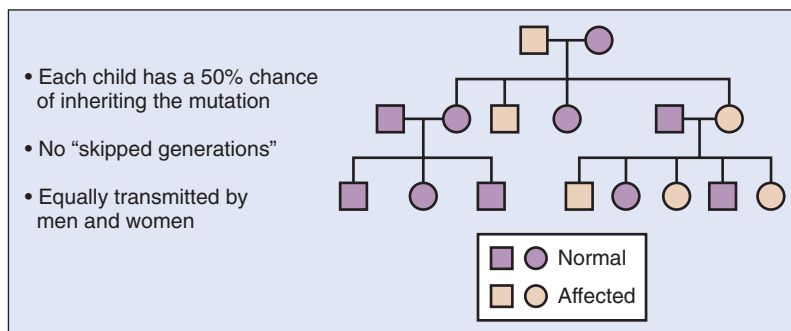 • Each child has a 50% chance
of inheriting the mutation
• No “skipped generations”
• Equally transmitted by
men and women
Normal
Affected